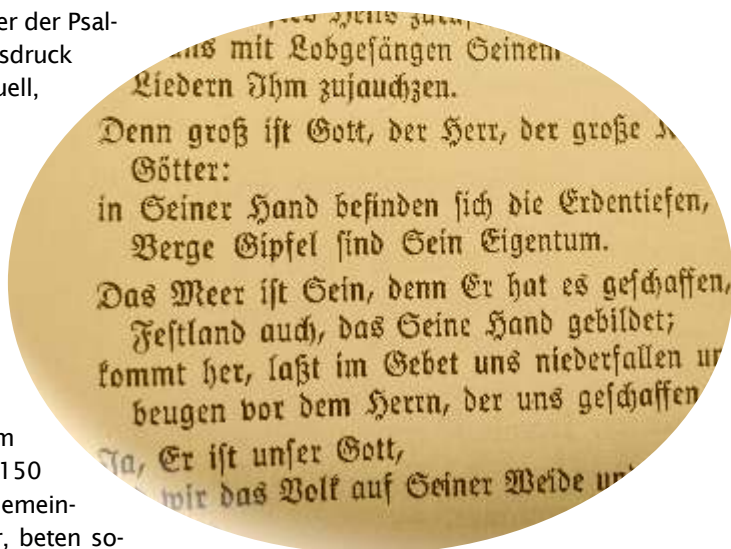 er der Psal-
sdruck
uell,
m
150
emein-
r, beten so-
Heils
uns mit Lobgesängen Seinem
Liedern Ihm zujauchzen.
Denn groß ist Gott, der Herr, der große
Götter:
in Seiner Hand befinden sich die Erdentiefen,
Berge Gipfel sind Sein Eigentum.
Das Meer ist Sein, denn Er hat es geschaffen,
Festland auch, das Seine Hand gebildet;
kommt her, laßt im Gebet uns niederfallen un
beugen vor dem Herrn, der uns geschaffen
Ja, Er ist unser Gott,
wir das Volk auf Seiner Weide un